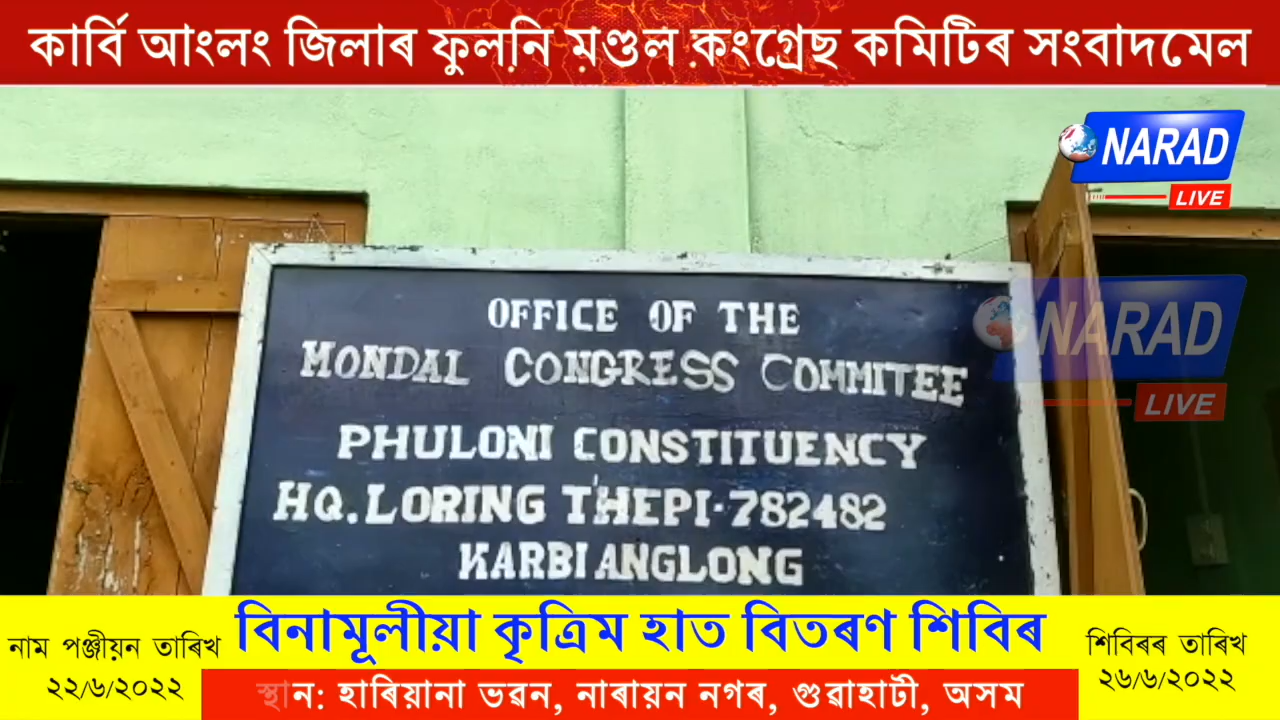 কাৰ্বি আংলং জিলাৰ ফুলনি মণ্ডল কংগ্ৰেছ কমিটিৰ সংবাদমেল
NARAD
LIVE
OFFICE OF THE
MONDAL CONGRESS COMMITEE
NARAD
LIVE
PHULONI CONSTITUENCY
HQ. LORING THEPI-782482
KARBI ANGLONG
নাম পঞ্জীয়ন তাৰিখ
২২/৬/২০২২
বিনামূলীয়া কৃত্ৰিম হাত বিতৰণ শিবিৰ
শিবিৰৰ তাৰিখ
২৬/৬/২০২২
স্থান: হাৰিয়ানা ভৱন, নাৰায়ন নগৰ, গুৱাহাটী, অসম